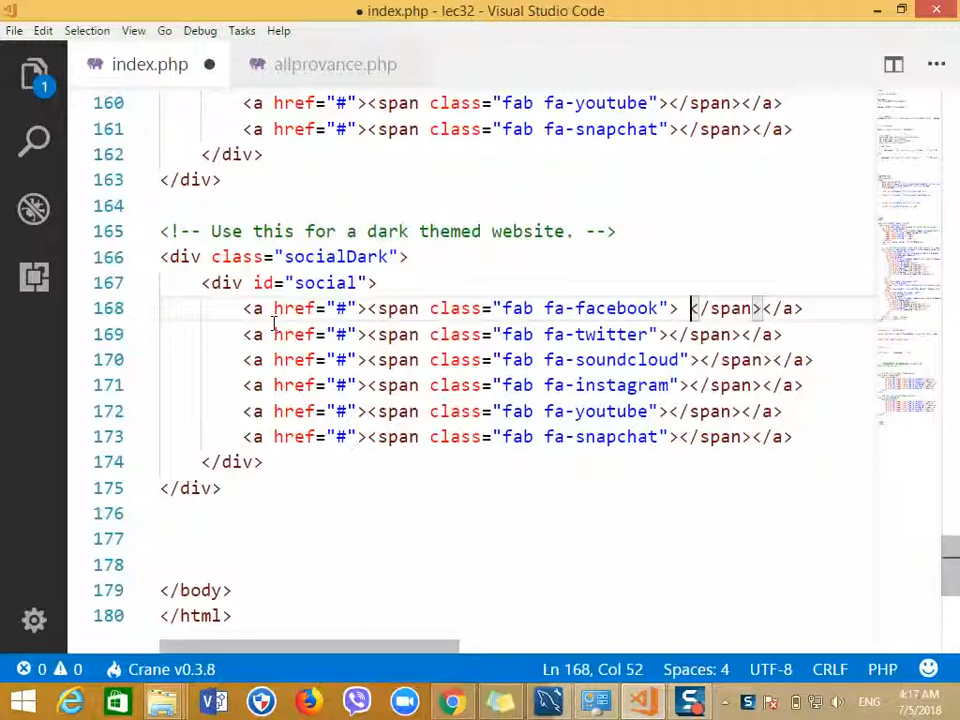 ● index.php - lec32 - Visual Studio Code
File Edit Selection View Go Debug Tasks Help
index.php ●
allprovance.php
1
160 <a href="#"><span class="fab fa-youtube"></span></a>
161 <a href="#"><span class="fab fa-snapchat"></span></a>
162 </div>
163 </div>
164
165 <!-- Use this for a dark themed website. -->
166 <div class="socialDark">
167 <div id="social">
168 <a href="#"><span class="fab fa-facebook"> </span></a>
169 <a href="#"><span class="fab fa-twitter"></span></a>
170 <a href="#"><span class="fab fa-soundcloud"></span></a>
171 <a href="#"><span class="fab fa-instagram"></span></a>
172 <a href="#"><span class="fab fa-youtube"></span></a>
173 <a href="#"><span class="fab fa-snapchat"></span></a>
174 </div>
175 </div>
176
177
178
179 </body>
180 </html>
0 0 Crane v0.3.8 Ln 168, Col 52 Spaces: 4 UTF-8 CRLF PHP
ENG
4:17 AM
7/5/2018